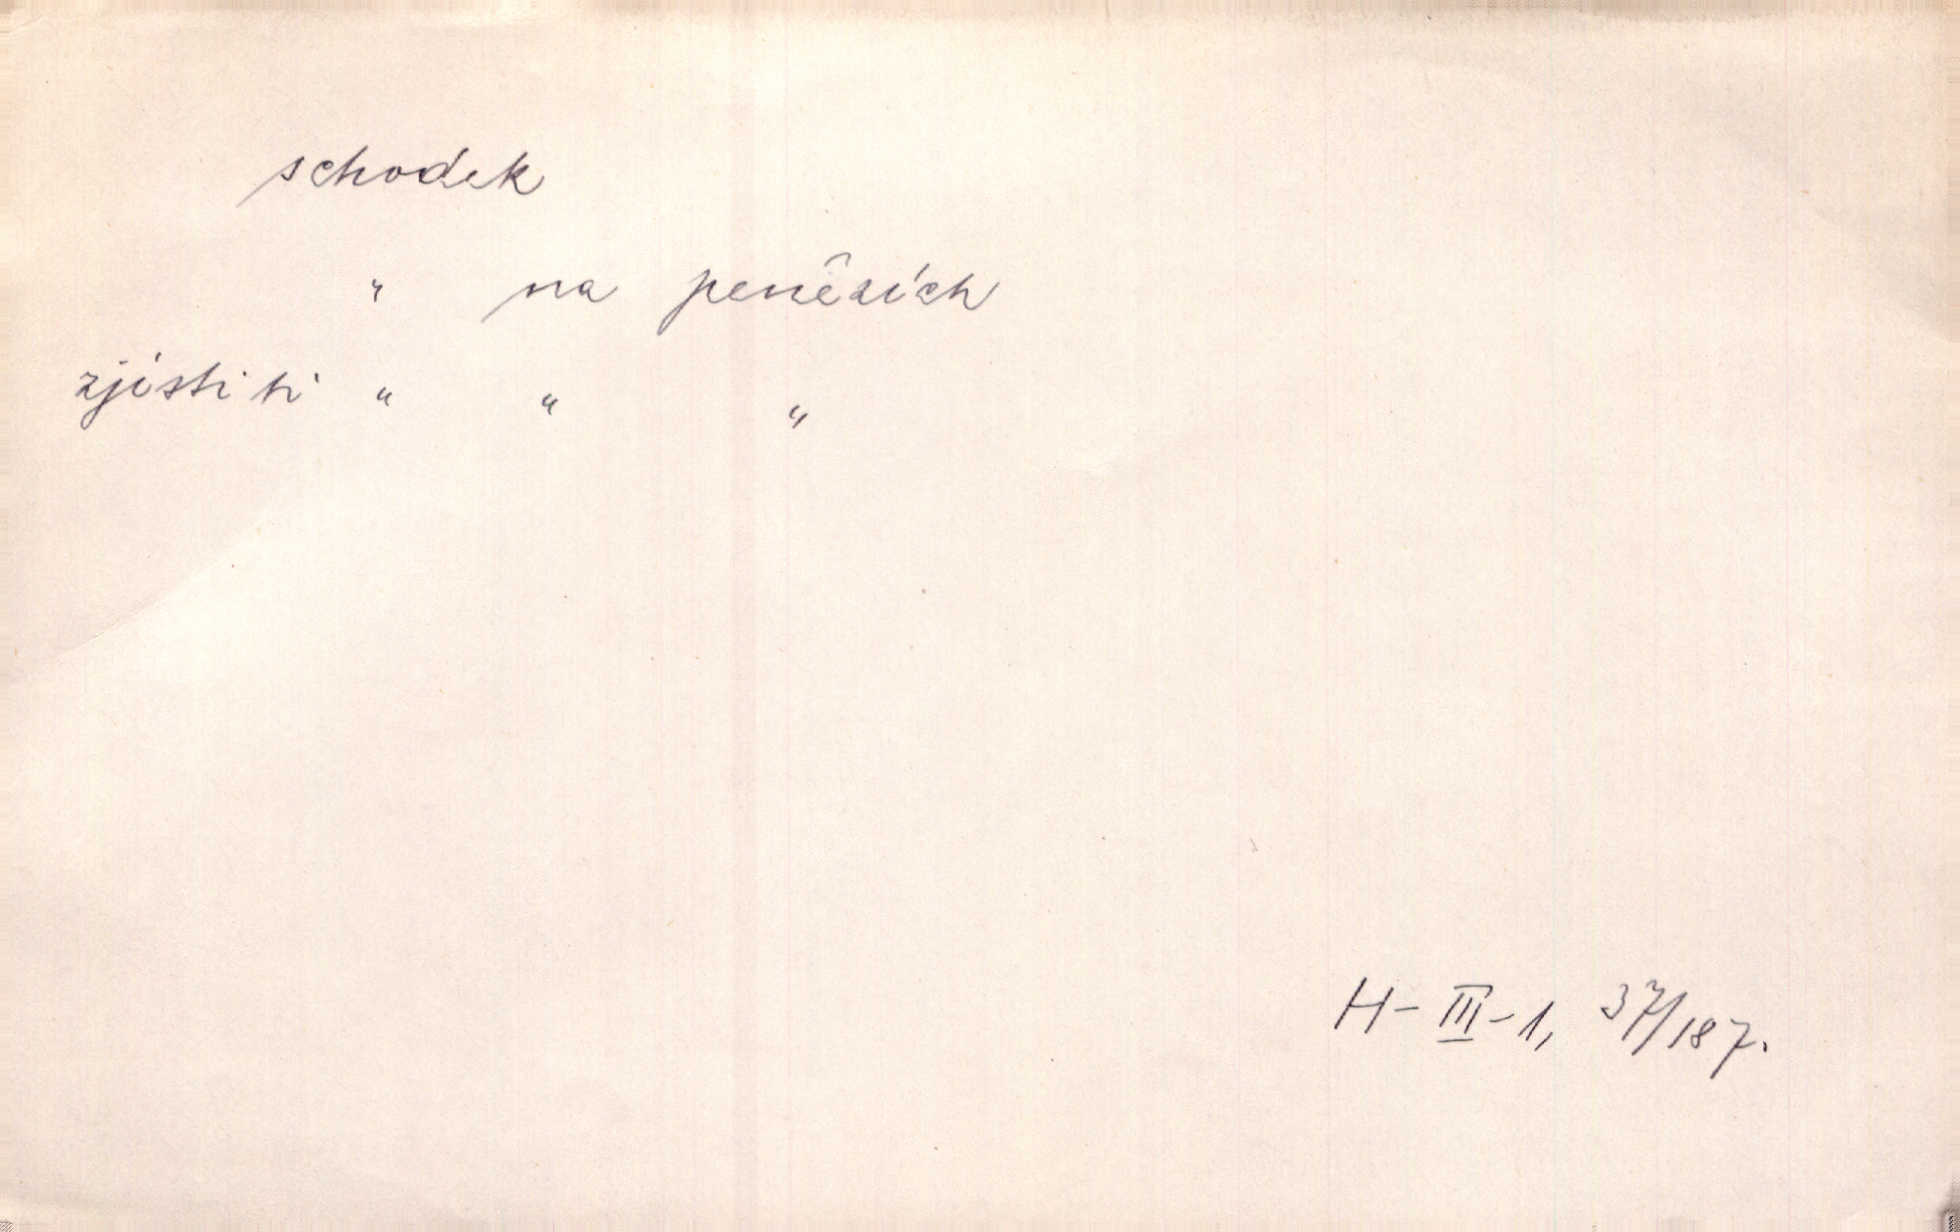 schodek
" na penězích
zjistiti " " "
H-III-1, 37/187.